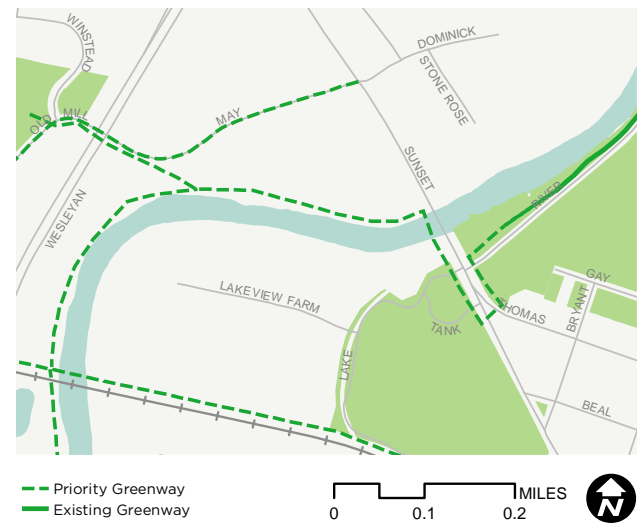 WINSTEAD
DOMINICK
STONE ROSE
OLD MILL
MAY
SUNSET
WESLEYAN
RIVER
GAY
LAKEVIEW FARM
THOMAS
BRYANT
TANK
LAKE
BEAL
Priority Greenway
Existing Greenway
0 0.1 0.2 MILES
N